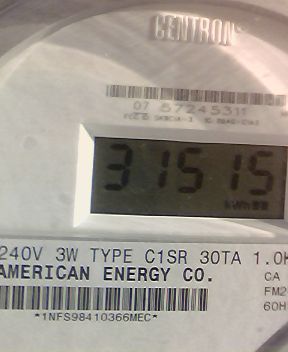 CENTRON®
07 57245311
31515
kWh
240V 3W TYPE C1SR 30TA 1.0K
AMERICAN ENERGY CO.
CA
FM2
60H
*1NFS98410366MEC*